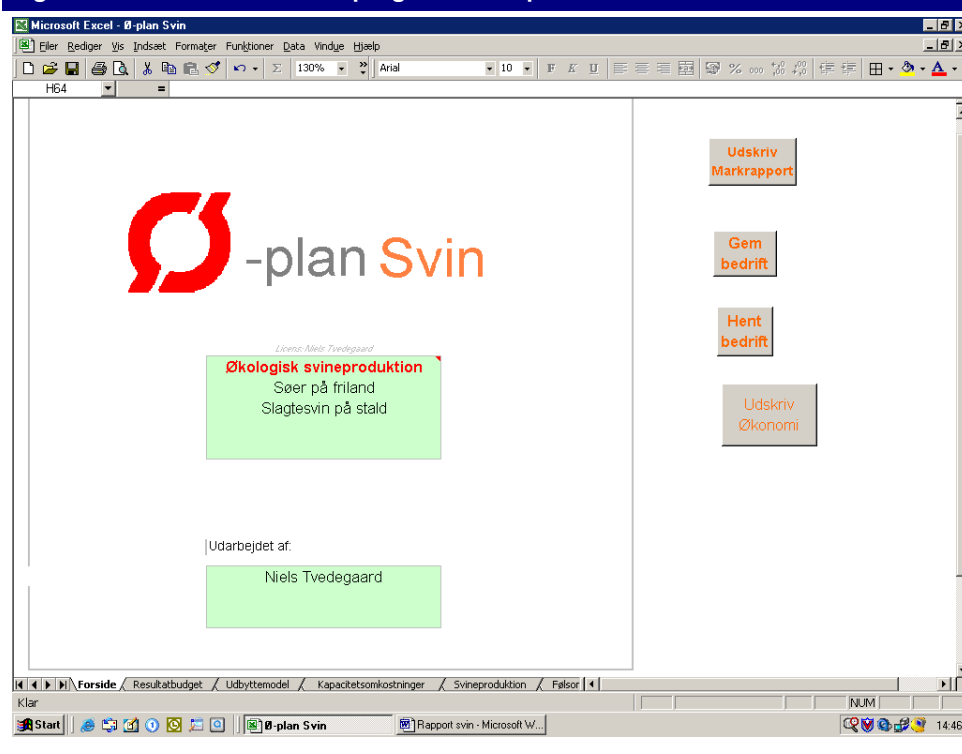 Microsoft Excel - Ø-plan Svin
Filer Rediger Vis Indsæt Formater Funktioner Data Vindue Hjælp
130% Arial 10 F K U % 000
H64 =
Udskriv
Markrapport
Ø-plan Svin
Gem
bedrift
Hent
bedrift
Licens: Niels Tvedegaard
Økologisk svineproduktion
Søer på friland
Slagtesvin på stald
Udskriv
Økonomi
Udarbejdet af:
Niels Tvedegaard
Forside Resultatbudget Udbyttemodel Kapacitetsomkostninger Svineproduktion Følsor
Klar NUM
Start Ø-plan Svin Rapport svin - Microsoft W... 14:46